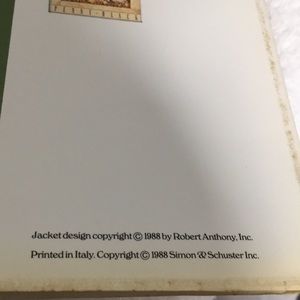 Jacket design copyright © 1988 by Robert Anthony, Inc.
Printed in Italy. Copyright © 1988 Simon & Schuster Inc.